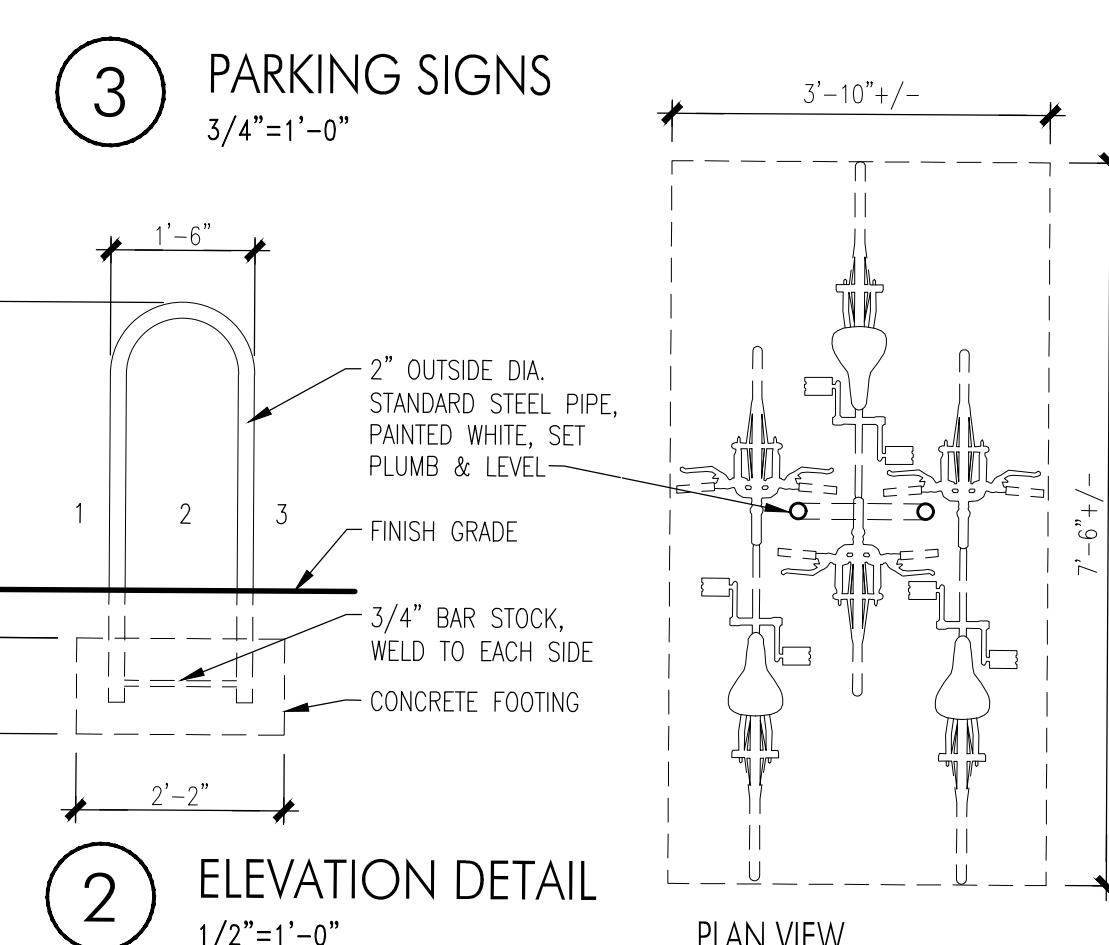 3
PARKING SIGNS
3/4"=1'-0"
3'-10"+/-
1'-6"
2" OUTSIDE DIA.
STANDARD STEEL PIPE,
PAINTED WHITE, SET
PLUMB & LEVEL
1 2 3
FINISH GRADE
7'-6"+/-
3/4" BAR STOCK,
WELD TO EACH SIDE
CONCRETE FOOTING
2'-2"
2
ELEVATION DETAIL
1/2"=1'-0"
PLAN VIEW